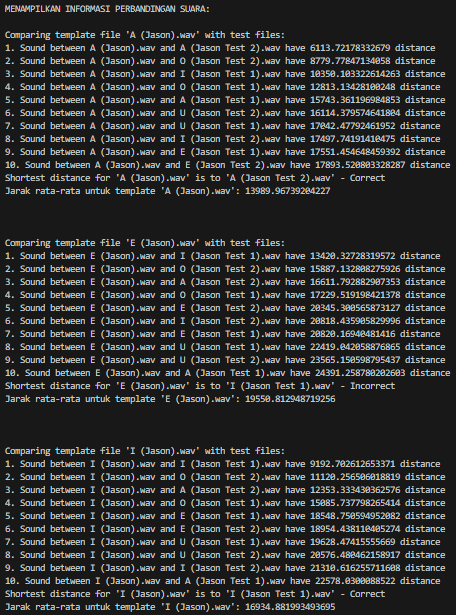 MENAMPILKAN INFORMASI PERBANDINGAN SUARA:
Comparing template file 'A (Jason).wav' with test files:
1. Sound between A (Jason).wav and A (Jason Test 2).wav have 6113.72178332679 distance
2. Sound between A (Jason).wav and O (Jason Test 2).wav have 8779.77847134058 distance
3. Sound between A (Jason).wav and I (Jason Test 1).wav have 10350.103322614263 distance
4. Sound between A (Jason).wav and O (Jason Test 1).wav have 12813.13428100248 distance
5. Sound between A (Jason).wav and A (Jason Test 1).wav have 15743.361196984853 distance
6. Sound between A (Jason).wav and U (Jason Test 2).wav have 16114.379574641804 distance
7. Sound between A (Jason).wav and U (Jason Test 1).wav have 17042.47792461952 distance
8. Sound between A (Jason).wav and I (Jason Test 2).wav have 17497.74191410475 distance
9. Sound between A (Jason).wav and E (Jason Test 1).wav have 17551.454648459392 distance
10. Sound between A (Jason).wav and E (Jason Test 2).wav have 17893.520803328287 distance
Shortest distance for 'A (Jason).wav' is to 'A (Jason Test 2).wav' - Correct
Jarak rata-rata untuk template 'A (Jason).wav': 13989.96739204227
Comparing template file 'E (Jason).wav' with test files:
1. Sound between E (Jason).wav and I (Jason Test 1).wav have 13420.32728319572 distance
2. Sound between E (Jason).wav and O (Jason Test 2).wav have 15887.132808275926 distance
3. Sound between E (Jason).wav and A (Jason Test 2).wav have 16611.792882907353 distance
4. Sound between E (Jason).wav and O (Jason Test 1).wav have 17229.519198421378 distance
5. Sound between E (Jason).wav and E (Jason Test 2).wav have 20345.300565873127 distance
6. Sound between E (Jason).wav and I (Jason Test 2).wav have 20818.435905829996 distance
7. Sound between E (Jason).wav and E (Jason Test 1).wav have 20820.16940481416 distance
8. Sound between E (Jason).wav and U (Jason Test 1).wav have 22419.042058876865 distance
9. Sound between E (Jason).wav and U (Jason Test 2).wav have 23565.150598795437 distance
10. Sound between E (Jason).wav and A (Jason Test 1).wav have 24391.258780202603 distance
Shortest distance for 'E (Jason).wav' is to 'I (Jason Test 1).wav' - Incorrect
Jarak rata-rata untuk template 'E (Jason).wav': 19550.812948719256
Comparing template file 'I (Jason).wav' with test files:
1. Sound between I (Jason).wav and I (Jason Test 1).wav have 9192.702612653371 distance
2. Sound between I (Jason).wav and O (Jason Test 2).wav have 11120.256506018819 distance
3. Sound between I (Jason).wav and A (Jason Test 2).wav have 12353.333430362576 distance
4. Sound between I (Jason).wav and O (Jason Test 1).wav have 15085.737798265414 distance
5. Sound between I (Jason).wav and E (Jason Test 1).wav have 18548.750594952082 distance
6. Sound between I (Jason).wav and E (Jason Test 2).wav have 18954.438110405274 distance
7. Sound between I (Jason).wav and U (Jason Test 1).wav have 19628.47415555669 distance
8. Sound between I (Jason).wav and U (Jason Test 2).wav have 20576.480462158917 distance
9. Sound between I (Jason).wav and I (Jason Test 2).wav have 21310.616255711608 distance
10. Sound between I (Jason).wav and A (Jason Test 1).wav have 22578.0300088522 distance
Shortest distance for 'I (Jason).wav' is to 'I (Jason Test 1).wav' - Correct
Jarak rata-rata untuk template 'I (Jason).wav': 16934.881993493695